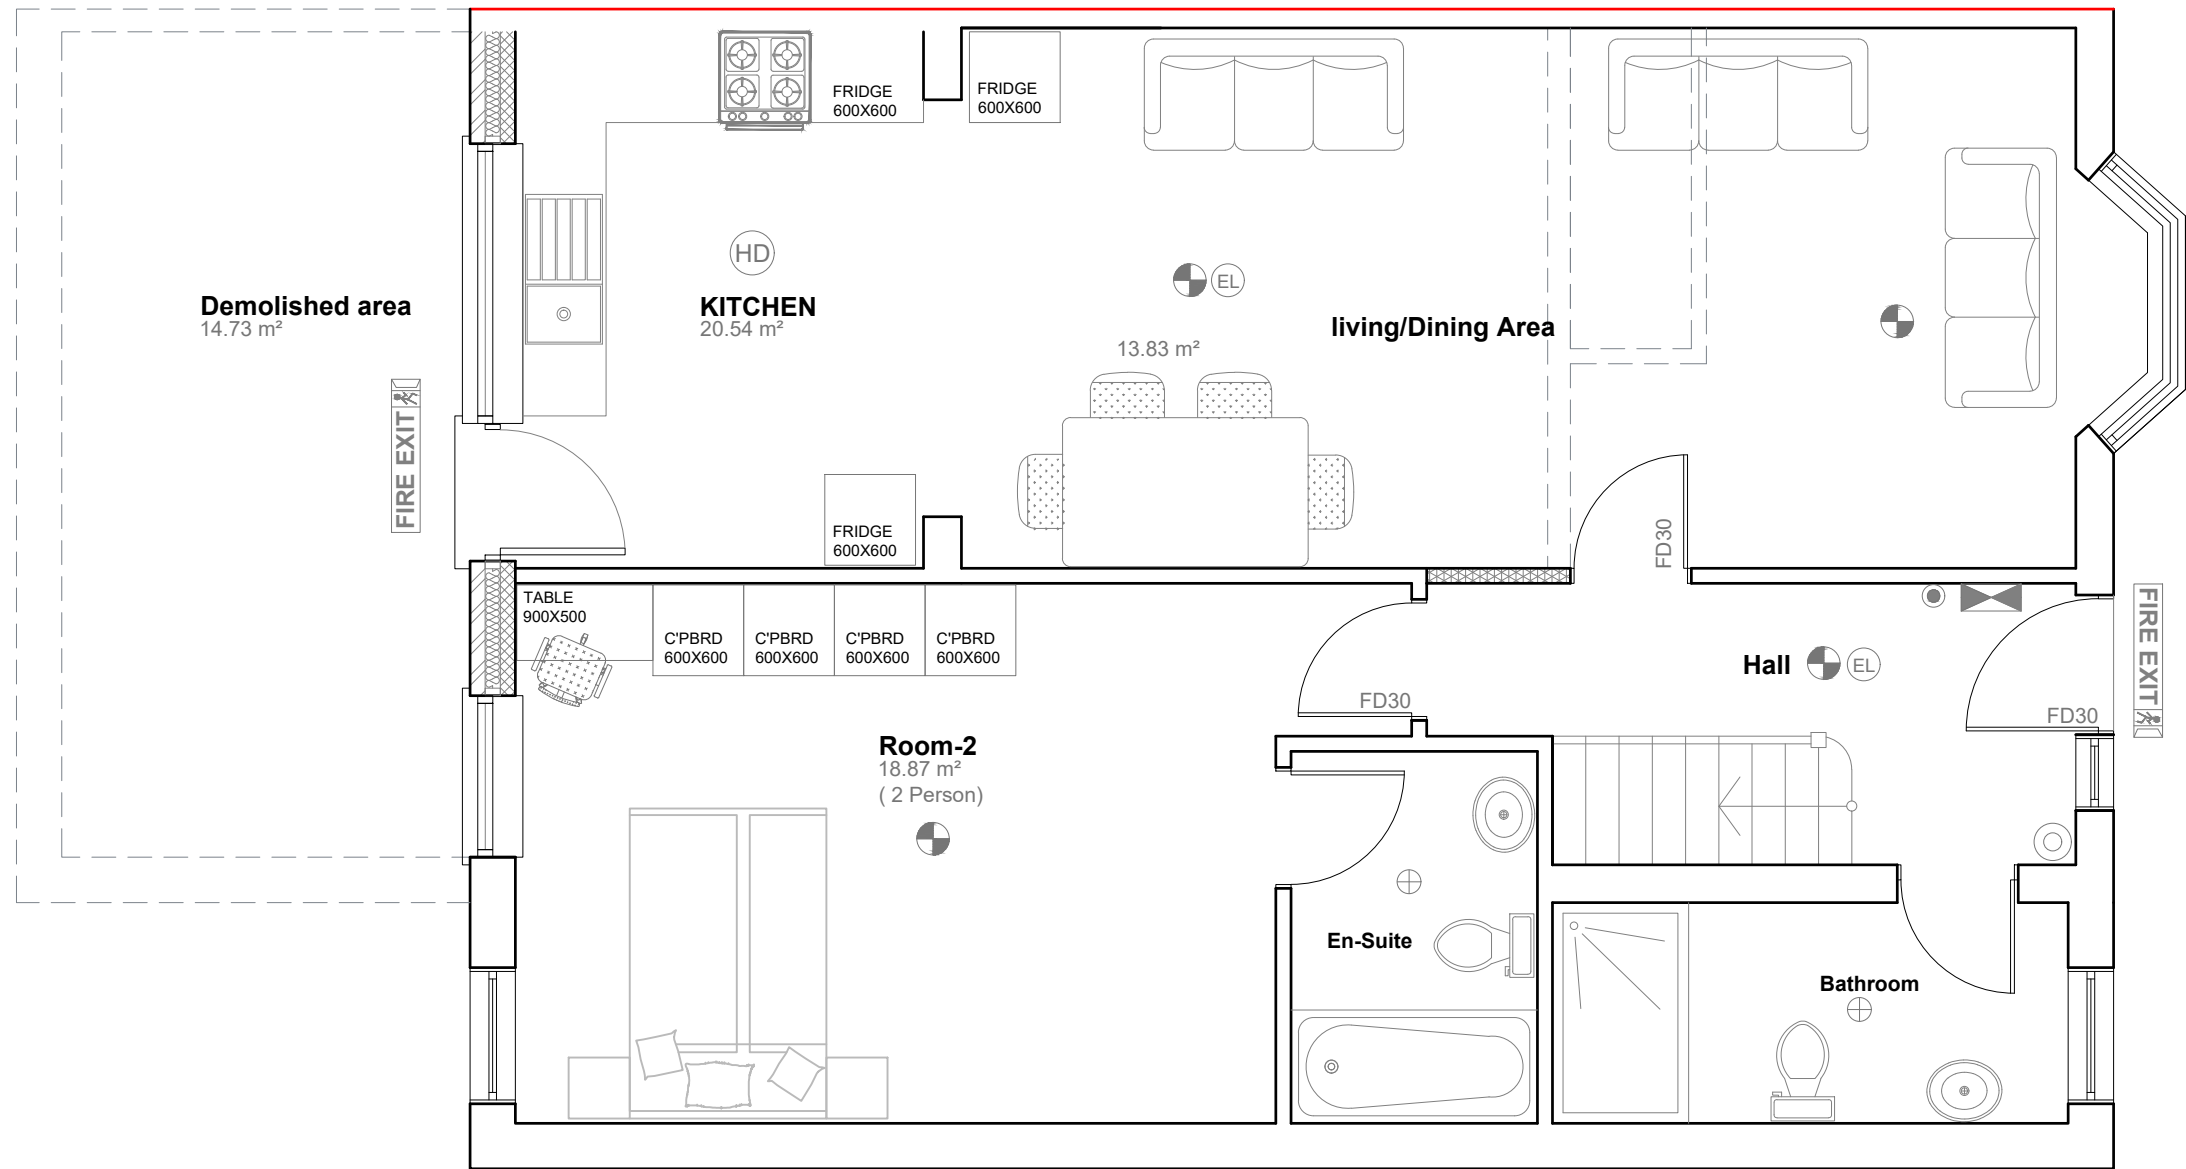 FRIDGE
600X600
FRIDGE
600X600
HD
EL
Demolished area
14.73 m²
KITCHEN
20.54 m²
living/Dining Area
13.83 m²
FIRE EXIT
FRIDGE
600X600
FD30
TABLE
900X500
C'PBRD
600X600
C'PBRD
600X600
C'PBRD
600X600
C'PBRD
600X600
Hall
EL
FIRE EXIT
FD30
FD30
Room-2
18.87 m²
( 2 Person)
En-Suite
Bathroom